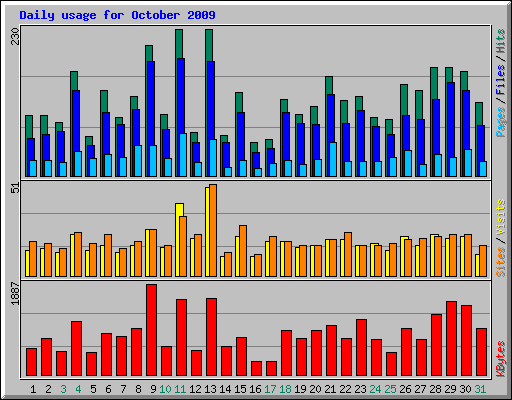 Daily usage for October 2009
230
Pages / Files / Hits
51
Sites / Visits
1887
KBytes
1 2 3 4 5 6 7 8 9 10 11 12 13 14 15 16 17 18 19 20 21 22 23 24 25 26 27 28 29 30 31